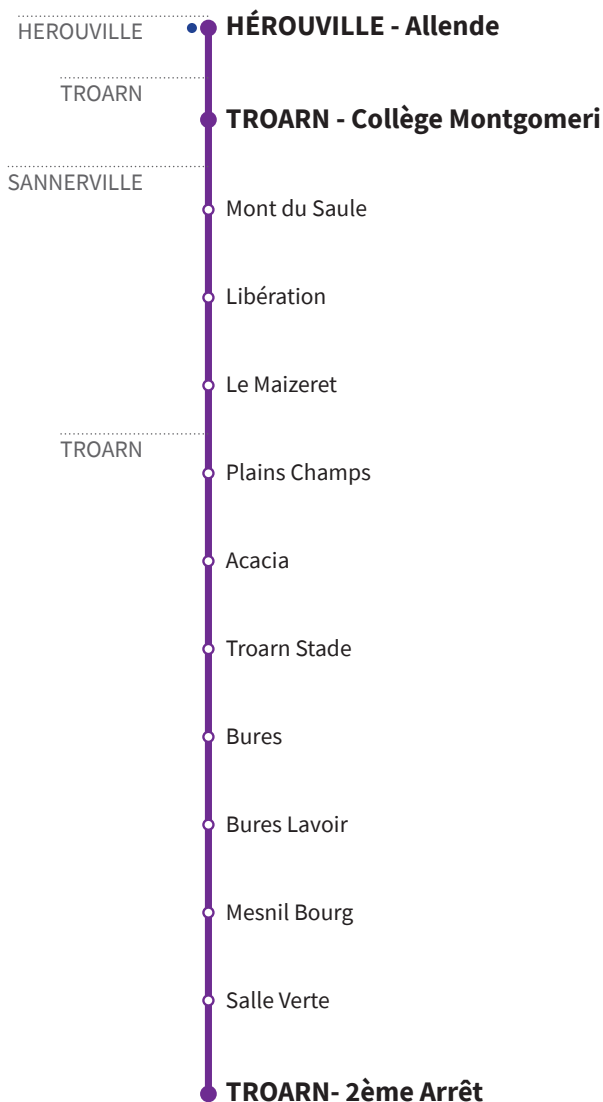 HEROUVILLE
HÉROUVILLE - Allende
TROARN
TROARN - Collège Montgomeri
SANNERVILLE
Mont du Saule
Libération
Le Maizeret
TROARN
Plains Champs
Acacia
Troarn Stade
Bures
Bures Lavoir
Mesnil Bourg
Salle Verte
TROARN- 2ème Arrêt